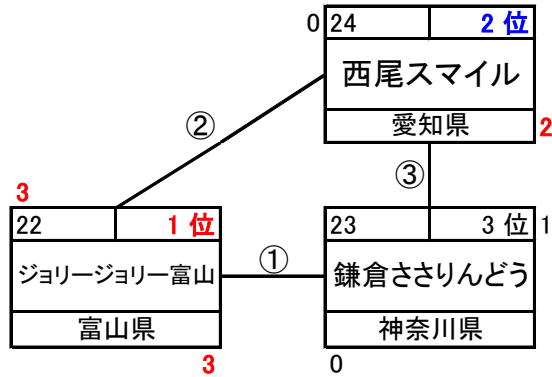 0 24 2 位
西尾スマイル
愛知県 2
②
③
3
22 1 位
ジョリージョリー富山
富山県
3
①
23 3 位 1
鎌倉ささりんどう
神奈川県
0